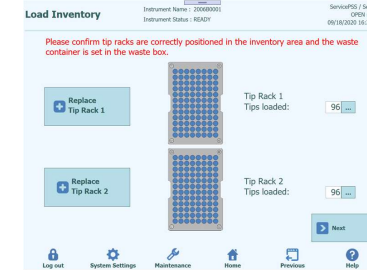 Load Inventory
Instrument Name : 200680001
Instrument Status : READY
ServicePSS / Se
OPEN
09/18/2020 16:
Please confirm tip racks are correctly positioned in the inventory area and the waste
container is set in the waste box.
Replace
Tip Rack 1
Tip Rack 1
Tips loaded:
96 ...
Replace
Tip Rack 2
Tip Rack 2
Tips loaded:
96 ...
Next
Log out
System Settings
Maintenance
Home
Previous
Help